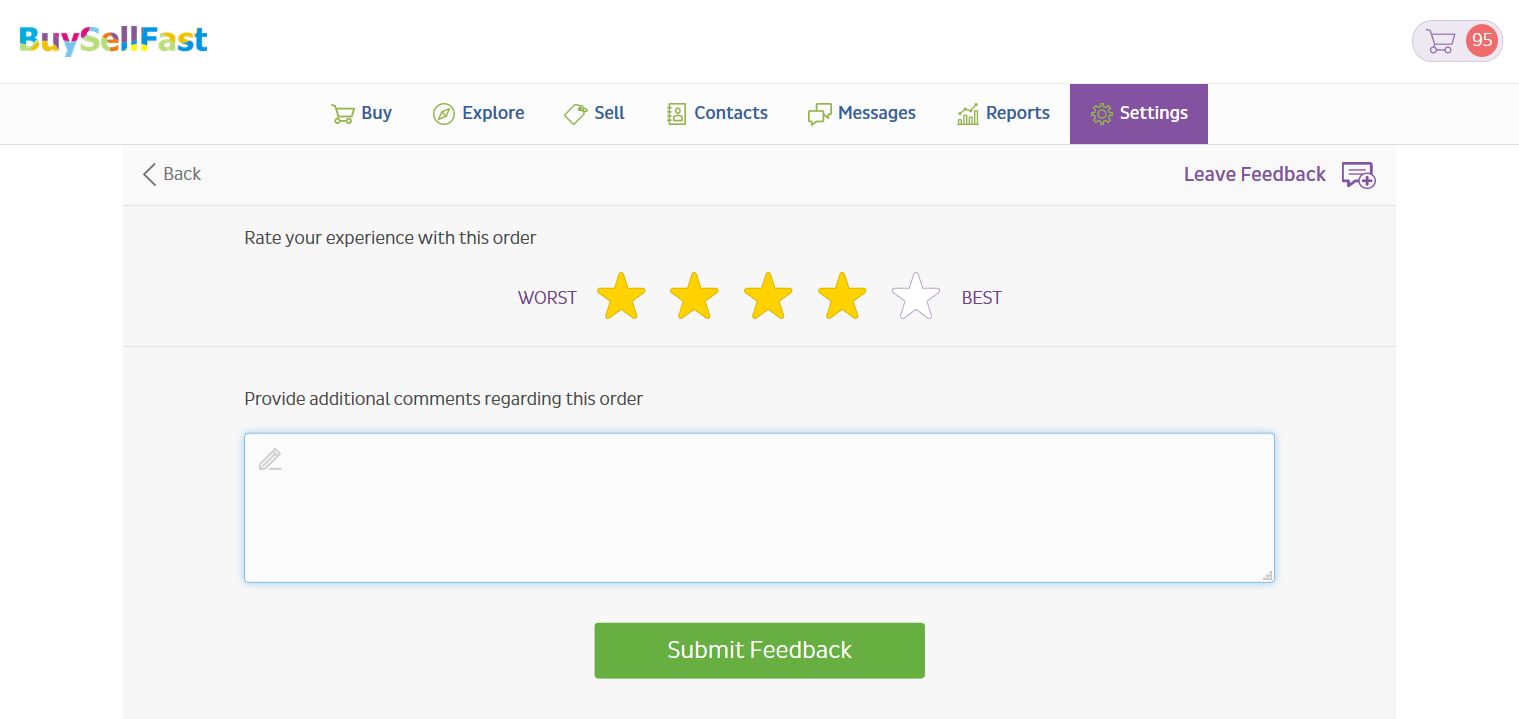 BuySellFast
95
Buy Explore Sell Contacts Messages Reports Settings
Back Leave Feedback
Rate your experience with this order
WORST BEST
Provide additional comments regarding this order
Submit Feedback